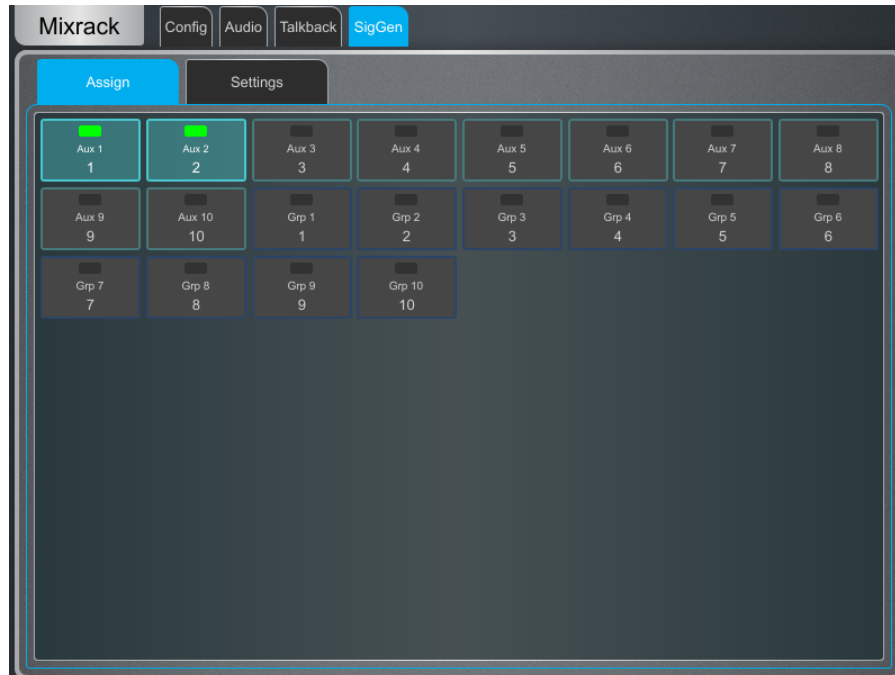 Mixrack Config Audio Talkback SigGen
Assign Settings
Aux 1 Aux 2 Aux 3 Aux 4 Aux 5 Aux 6 Aux 7 Aux 8
1 2 3 4 5 6 7 8
Aux 9 Aux 10 Grp 1 Grp 2 Grp 3 Grp 4 Grp 5 Grp 6
9 10 1 2 3 4 5 6
Grp 7 Grp 8 Grp 9 Grp 10
7 8 9 10